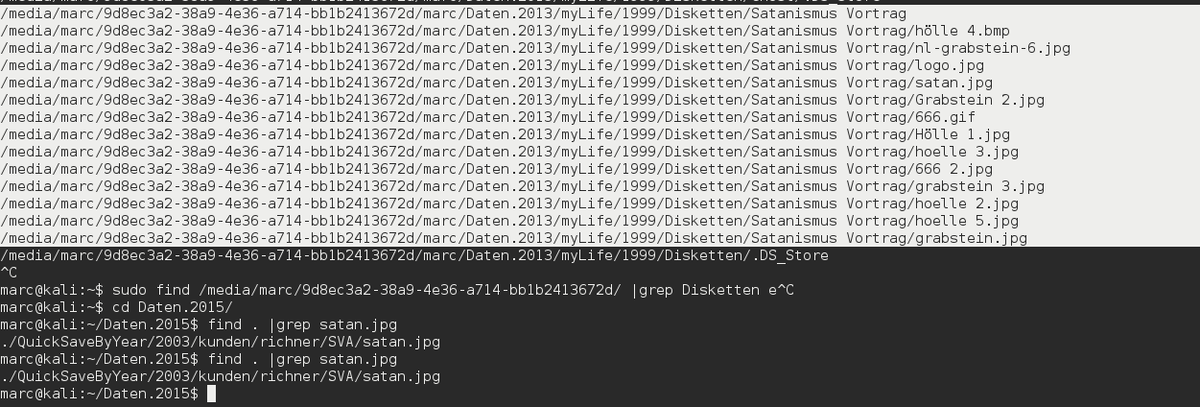 /media/marc/9d8ec3a2-38a9-4e36-a714-bb1b2413672d/marc/Daten.2013/myLife/1999/Disketten/Satanismus Vortrag
/media/marc/9d8ec3a2-38a9-4e36-a714-bb1b2413672d/marc/Daten.2013/myLife/1999/Disketten/Satanismus Vortrag/hölle 4.bmp
/media/marc/9d8ec3a2-38a9-4e36-a714-bb1b2413672d/marc/Daten.2013/myLife/1999/Disketten/Satanismus Vortrag/nl-grabstein-6.jpg
/media/marc/9d8ec3a2-38a9-4e36-a714-bb1b2413672d/marc/Daten.2013/myLife/1999/Disketten/Satanismus Vortrag/logo.jpg
/media/marc/9d8ec3a2-38a9-4e36-a714-bb1b2413672d/marc/Daten.2013/myLife/1999/Disketten/Satanismus Vortrag/satan.jpg
/media/marc/9d8ec3a2-38a9-4e36-a714-bb1b2413672d/marc/Daten.2013/myLife/1999/Disketten/Satanismus Vortrag/Grabstein 2.jpg
/media/marc/9d8ec3a2-38a9-4e36-a714-bb1b2413672d/marc/Daten.2013/myLife/1999/Disketten/Satanismus Vortrag/666.gif
/media/marc/9d8ec3a2-38a9-4e36-a714-bb1b2413672d/marc/Daten.2013/myLife/1999/Disketten/Satanismus Vortrag/Hölle 1.jpg
/media/marc/9d8ec3a2-38a9-4e36-a714-bb1b2413672d/marc/Daten.2013/myLife/1999/Disketten/Satanismus Vortrag/hoelle 3.jpg
/media/marc/9d8ec3a2-38a9-4e36-a714-bb1b2413672d/marc/Daten.2013/myLife/1999/Disketten/Satanismus Vortrag/666 2.jpg
/media/marc/9d8ec3a2-38a9-4e36-a714-bb1b2413672d/marc/Daten.2013/myLife/1999/Disketten/Satanismus Vortrag/grabstein 3.jpg
/media/marc/9d8ec3a2-38a9-4e36-a714-bb1b2413672d/marc/Daten.2013/myLife/1999/Disketten/Satanismus Vortrag/hoelle 2.jpg
/media/marc/9d8ec3a2-38a9-4e36-a714-bb1b2413672d/marc/Daten.2013/myLife/1999/Disketten/Satanismus Vortrag/hoelle 5.jpg
/media/marc/9d8ec3a2-38a9-4e36-a714-bb1b2413672d/marc/Daten.2013/myLife/1999/Disketten/Satanismus Vortrag/grabstein.jpg
/media/marc/9d8ec3a2-38a9-4e36-a714-bb1b2413672d/marc/Daten.2013/myLife/1999/Disketten/.DS_Store
^C
marc@kali:~$ sudo find /media/marc/9d8ec3a2-38a9-4e36-a714-bb1b2413672d/ |grep Disketten e^C
marc@kali:~$ cd Daten.2015/
marc@kali:~/Daten.2015$ find . |grep satan.jpg
./QuickSaveByYear/2003/kunden/richner/SVA/satan.jpg
marc@kali:~/Daten.2015$ find . |grep satan.jpg
./QuickSaveByYear/2003/kunden/richner/SVA/satan.jpg
marc@kali:~/Daten.2015$